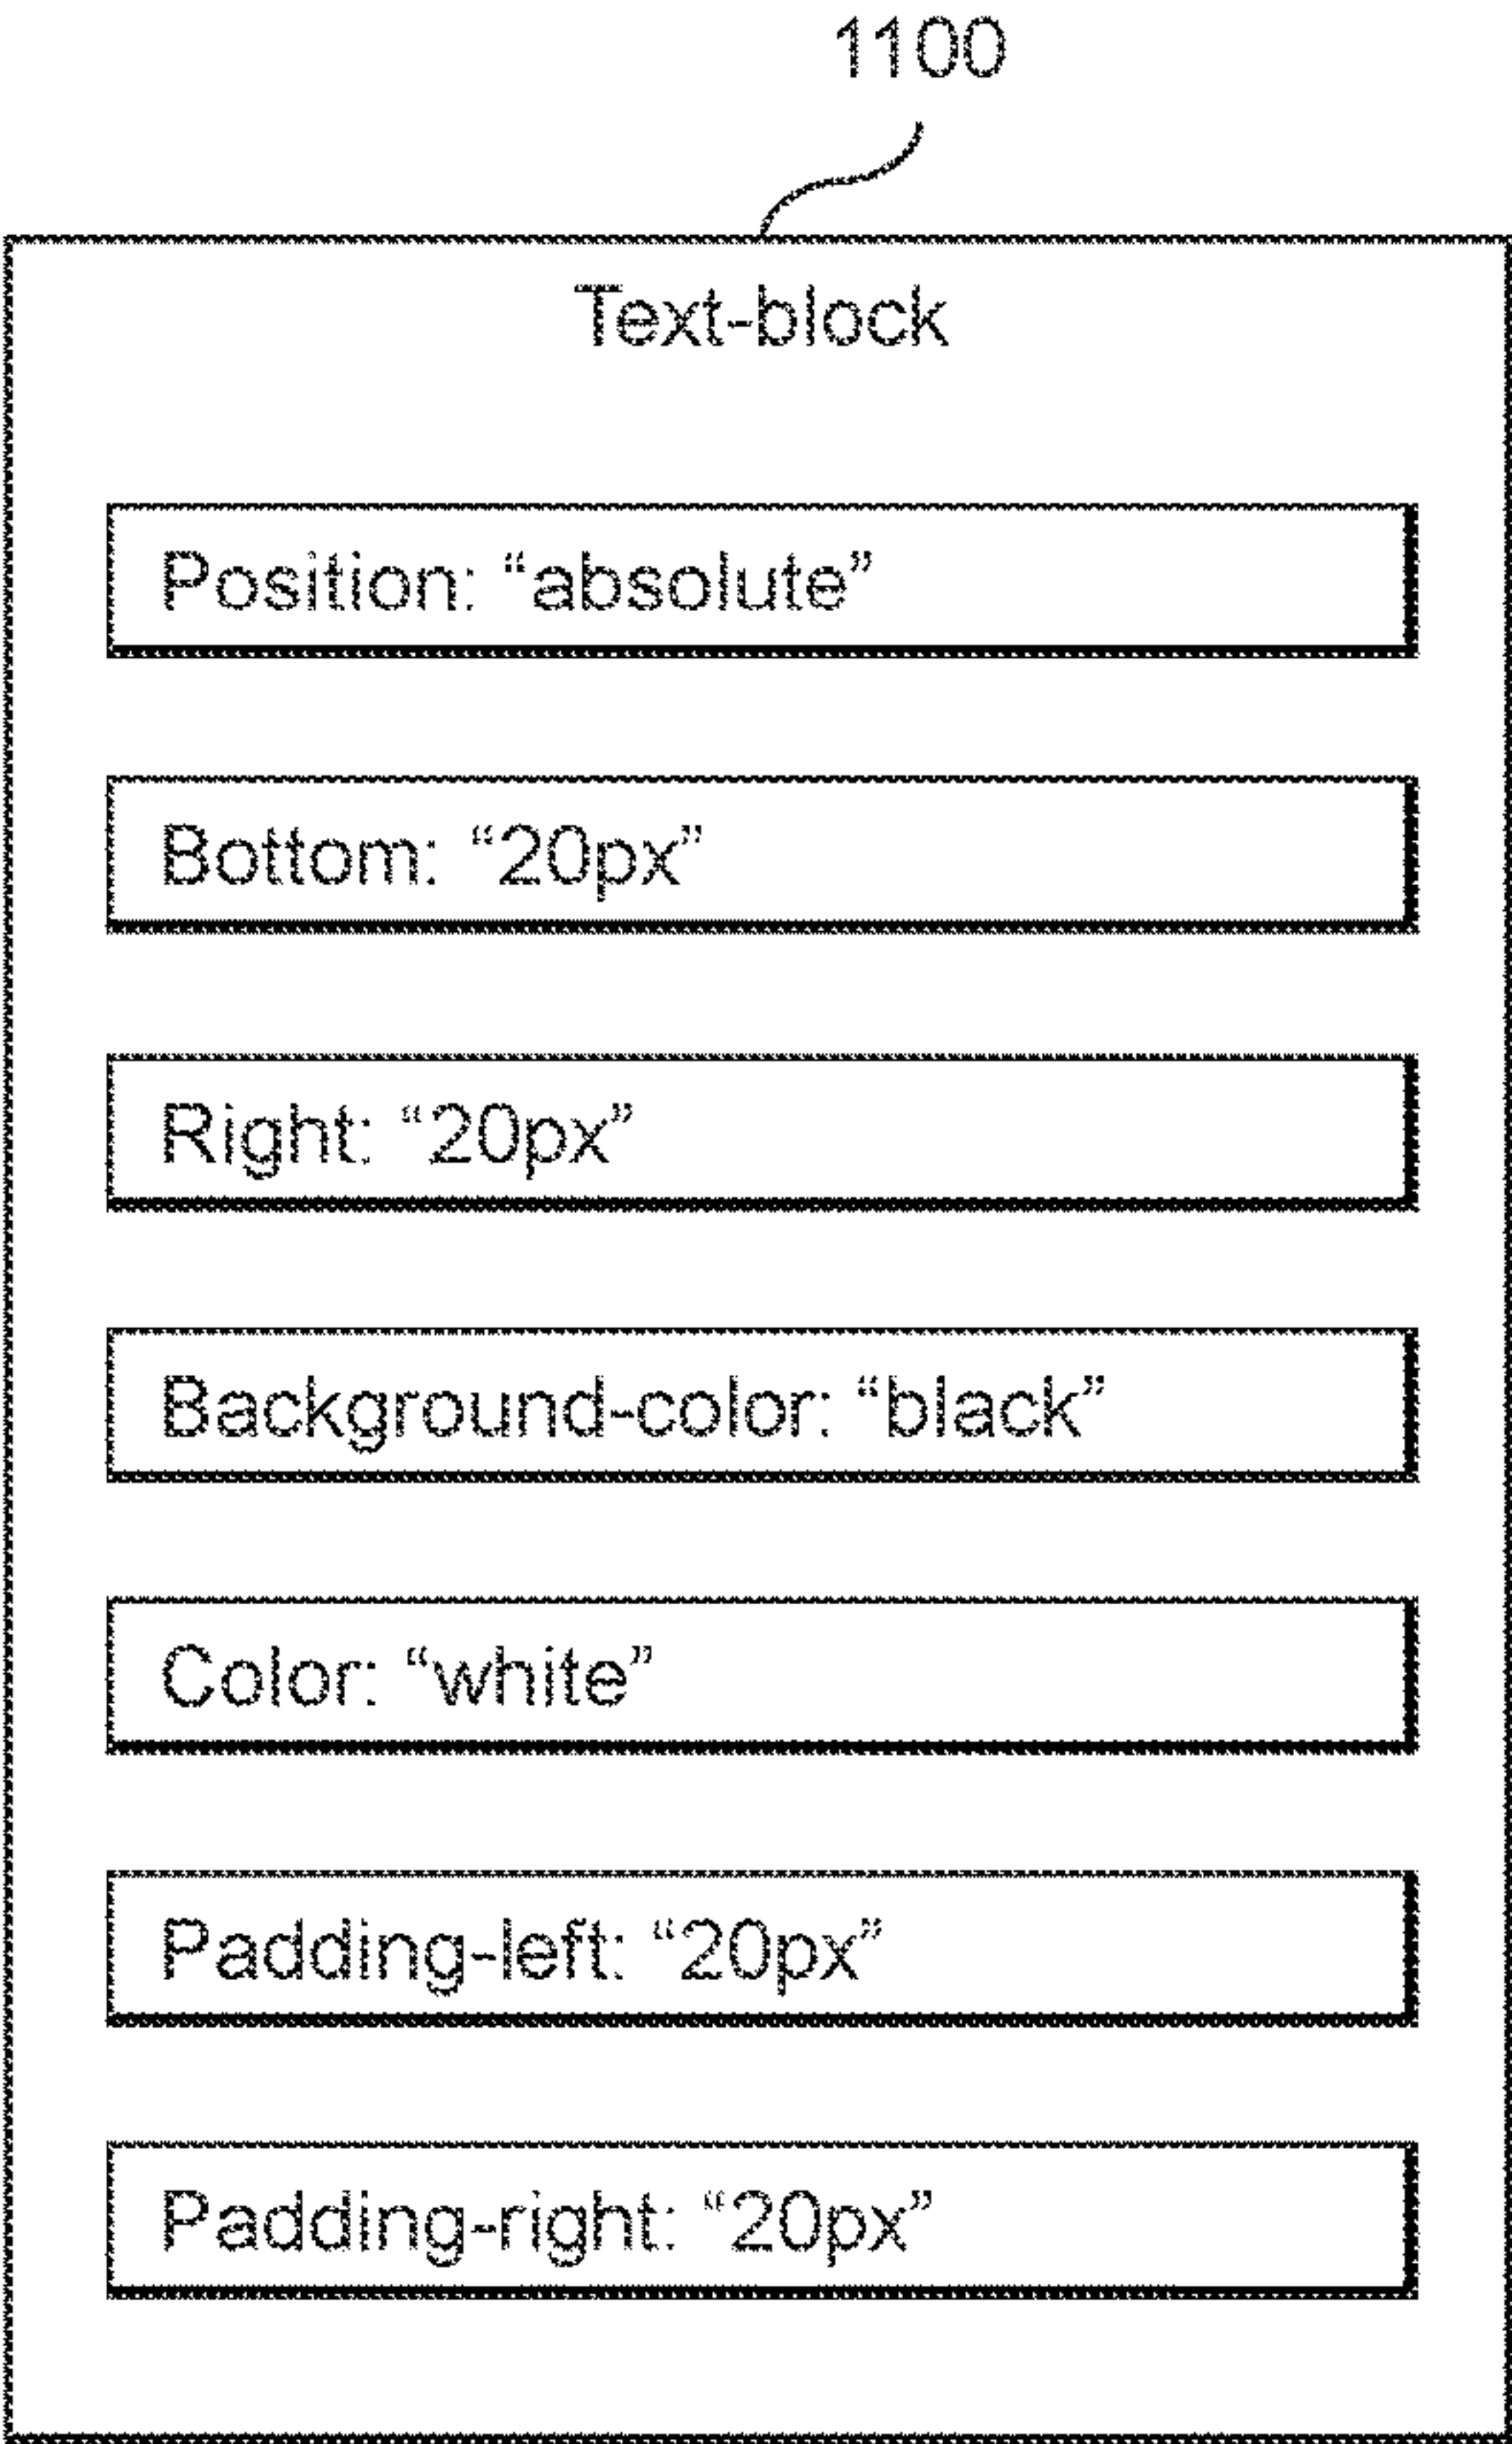 1100
Text-block
Position: “absolute”
Bottom: “20px”
Right: “20px”
Background-color: “black”
Color: “white”
Padding-left: “20px”
Padding-right: “20px”